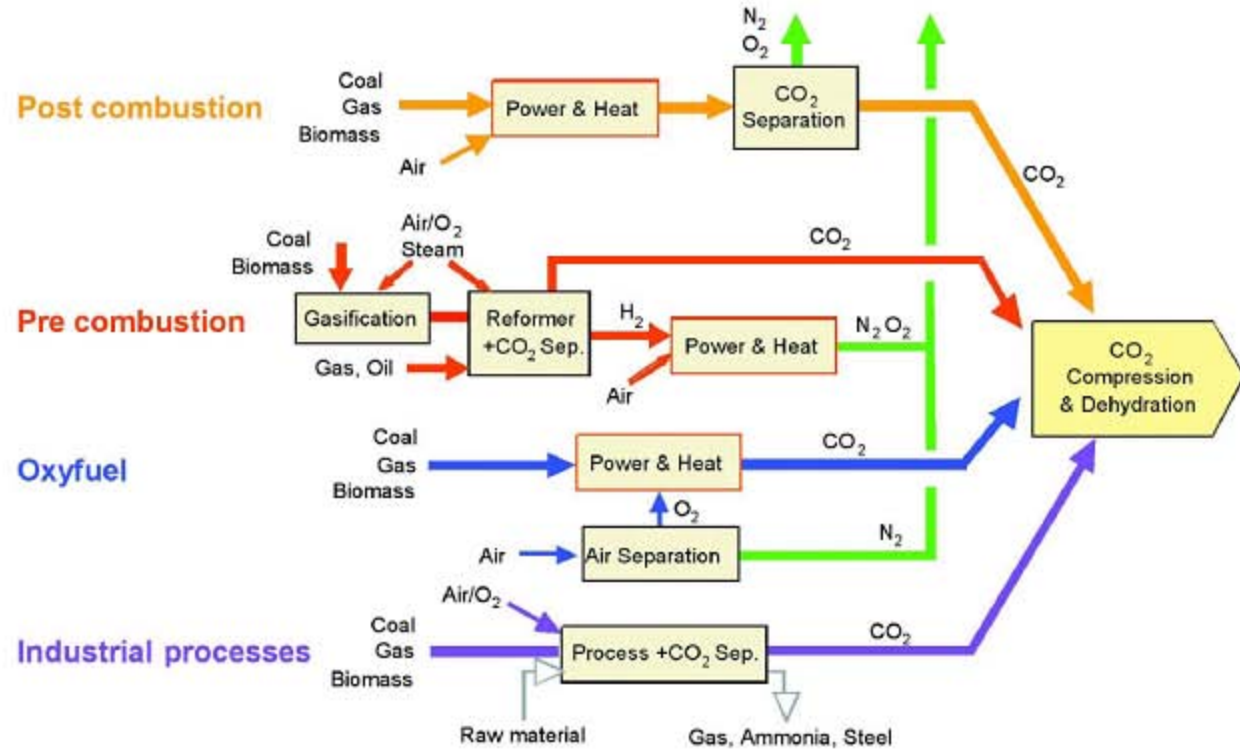 N₂
O₂
Coal
Gas
Biomass
Post combustion
Power & Heat
CO₂
Separation
Air
CO₂
Air/O₂
Steam
CO₂
Coal
Biomass
Pre combustion
Gasification
Reformer
+CO₂ Sep.
H₂
Power & Heat
N₂ O₂
CO₂
Compression
& Dehydration
Gas, Oil
Air
Coal
Gas
Biomass
Oxyfuel
Power & Heat
CO₂
O₂
Air
Air Separation
N₂
Air/O₂
Coal
Gas
Biomass
Industrial processes
Process +CO₂ Sep.
CO₂
Raw material
Gas, Ammonia, Steel